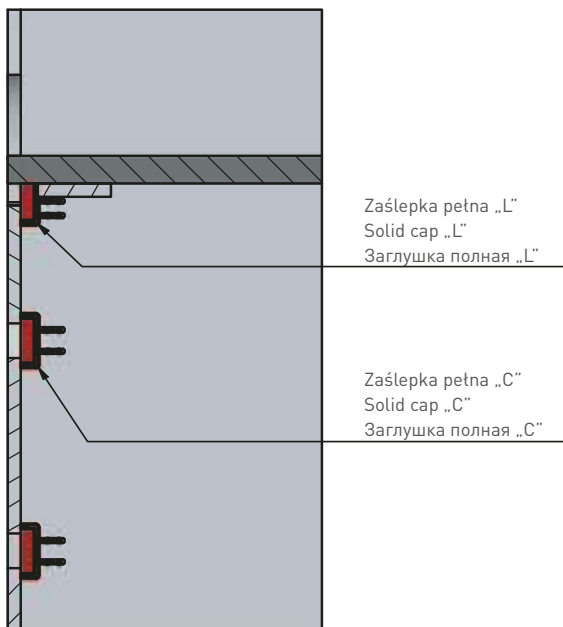 Zaślepka pełna „L”
Solid cap „L”
Заглушка полная „L”
Zaślepka pełna „C”
Solid cap „C”
Заглушка полная „C”